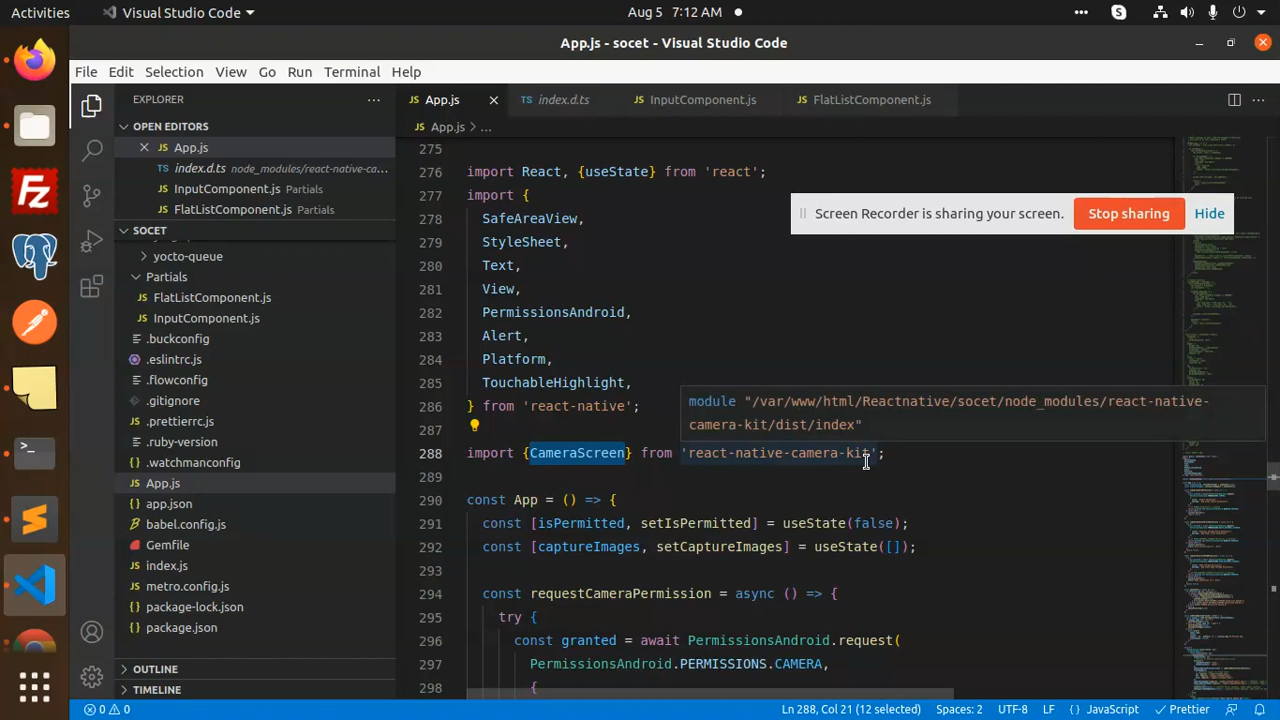 Activities
Visual Studio Code
Aug 5 7:12 AM
App.js - socet - Visual Studio Code
File Edit Selection View Go Run Terminal Help
EXPLORER
OPEN EDITORS
App.js
index.d.ts node_modules/react-native-ca...
InputComponent.js Partials
FlatListComponent.js Partials
SOCET
yocto-queue
Partials
FlatListComponent.js
InputComponent.js
.buckconfig
.eslintrc.js
.flowconfig
.gitignore
.prettierrc.js
.ruby-version
.watchmanconfig
App.js
app.json
babel.config.js
Gemfile
index.js
metro.config.js
package-lock.json
package.json
OUTLINE
TIMELINE
App.js
index.d.ts
InputComponent.js
FlatListComponent.js
App.js > ...
275
276 import React, {useState} from 'react';
277 import {
278 SafeAreaView,
279 StyleSheet,
280 Text,
281 View,
282 PermissionsAndroid,
283 Alert,
284 Platform,
285 TouchableHighlight,
286 } from 'react-native';
287
288 import {CameraScreen} from 'react-native-camera-kit';
289
290 const App = () => {
291 const [isPermitted, setIsPermitted] = useState(false);
292 const [captureImages, setCaptureImages] = useState([]);
293
294 const requestCameraPermission = async () => {
295 try {
296 const granted = await PermissionsAndroid.request(
297 PermissionsAndroid.PERMISSIONS.CAMERA,
298 {
Screen Recorder is sharing your screen. Stop sharing Hide
module "/var/www/html/Reactnative/socet/node_modules/react-native-
camera-kit/dist/index"
0 0 Ln 288, Col 21 (12 selected) Spaces: 2 UTF-8 LF {} JavaScript Prettier